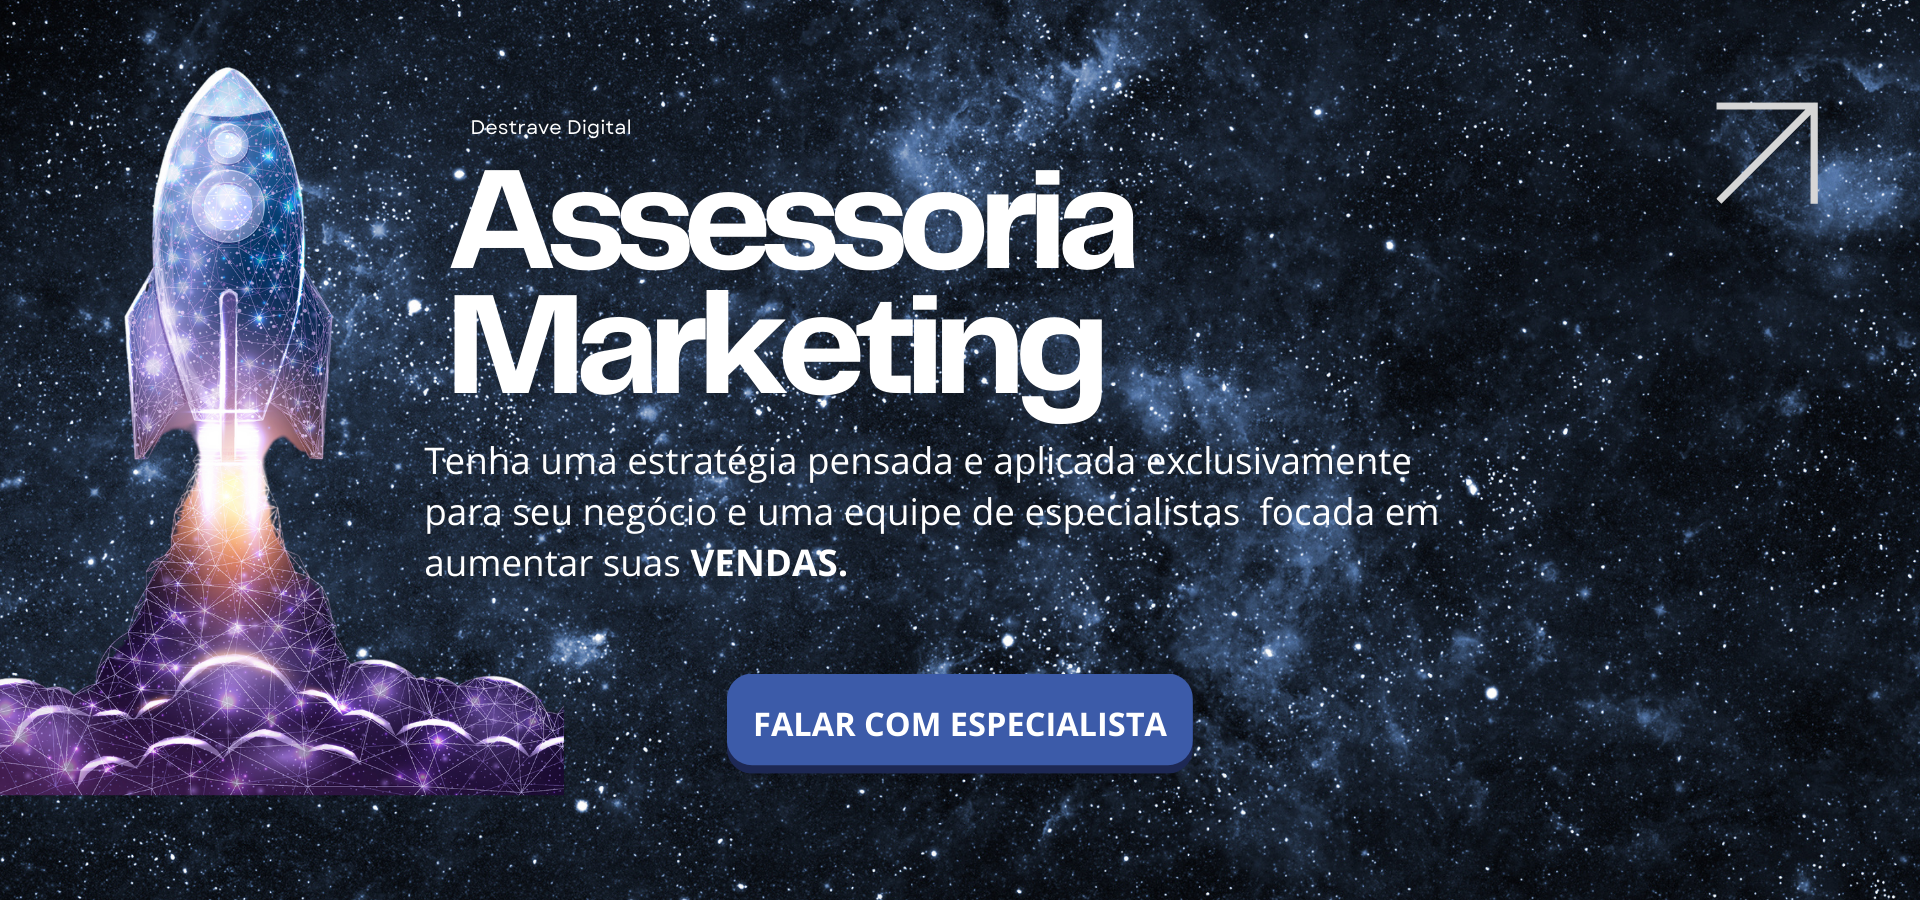 Destrave Digital
Assessoria
Marketing
Tenha uma estratégia pensada e aplicada exclusivamente
para seu negócio e uma equipe de especialistas  focada em
aumentar suas VENDAS.
FALAR COM ESPECIALISTA